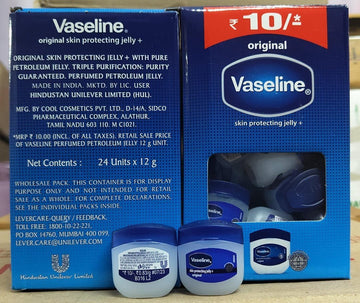 Vaseline®
original skin protecting jelly +
ORIGINAL SKIN PROTECTING JELLY + WITH PURE
PETROLEUM JELLY. TRIPLE PURIFICATION: PURITY
GUARANTEED. PERFUMED PETROLEUM JELLY.
MADE IN INDIA. MKTD. BY LIC. USER
HINDUSTAN UNILEVER LIMITED (HUL).
MFG. BY COOL COSMETICS PVT. LTD., D-14/A, SIDCO
PHARMACEUTICAL COMPLEX, ALATHUR,
TAMIL NADU 603 110. M C1021.
*MRP ₹ 10.00 (INCL. OF ALL TAXES). RETAIL SALE PRICE
OF VASELINE PERFUMED PETROLEUM JELLY 12 g UNIT.
Net Contents : 24 Units x 12 g
WHOLESALE PACK. THIS CONTAINER IS FOR DISPLAY
PURPOSE ONLY AND NOT INTENDED FOR RETAIL
SALE AS A WHOLE. FOR COMPLETE DECLARATIONS,
SEE THE INDIVIDUAL PACKS INSIDE.
LEVERCARE-QUERY / FEEDBACK,
TOLL FREE: 1800-10-22-221,
PO BOX 14760, MUMBAI 400 099,
LEVER.CARE@UNILEVER.COM
Hindustan Unilever Limited
₹ 10/-*
original
Vaseline®
skin protecting jelly +
B316 L2
Vaseline
original
skin protecting jelly +